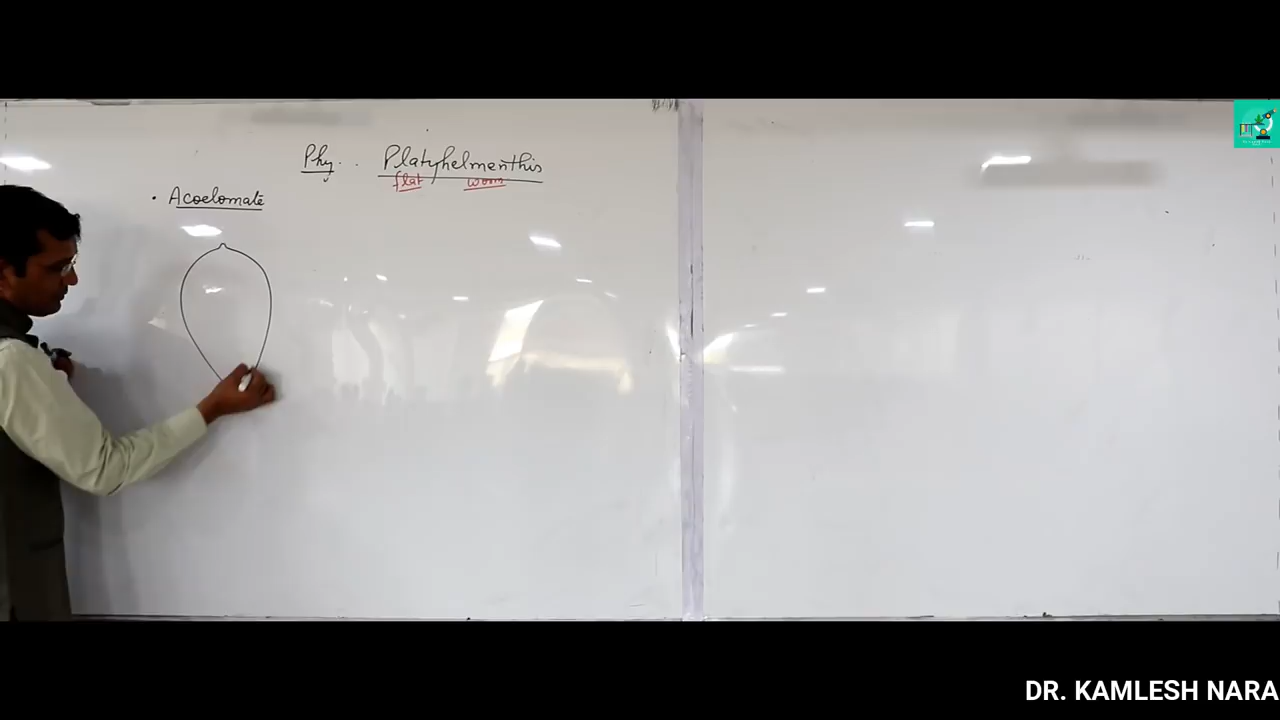 Phy. . Platyhelmenthis
flat worm
• Acoelomate
DR. KAMLESH NARA